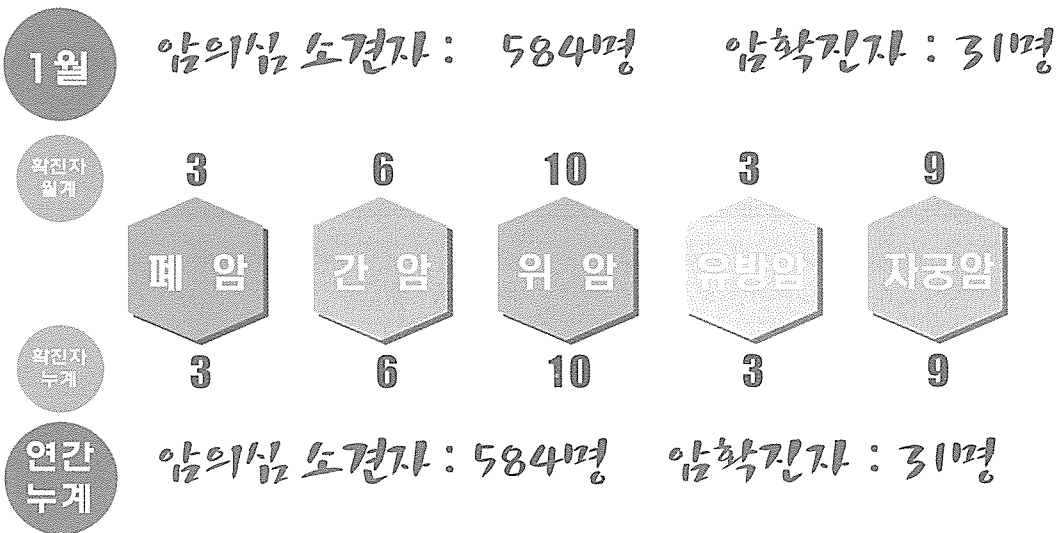 1월 암의심 소견자 : 584명 암확진자 : 31명
확진자
월계
3 6 10 3 9
폐 암 간 암 위 암 유방암 자궁암
확진자
누계
3 6 10 3 9
연간
누계
암의심 소견자 : 584명 암확진자 : 31명